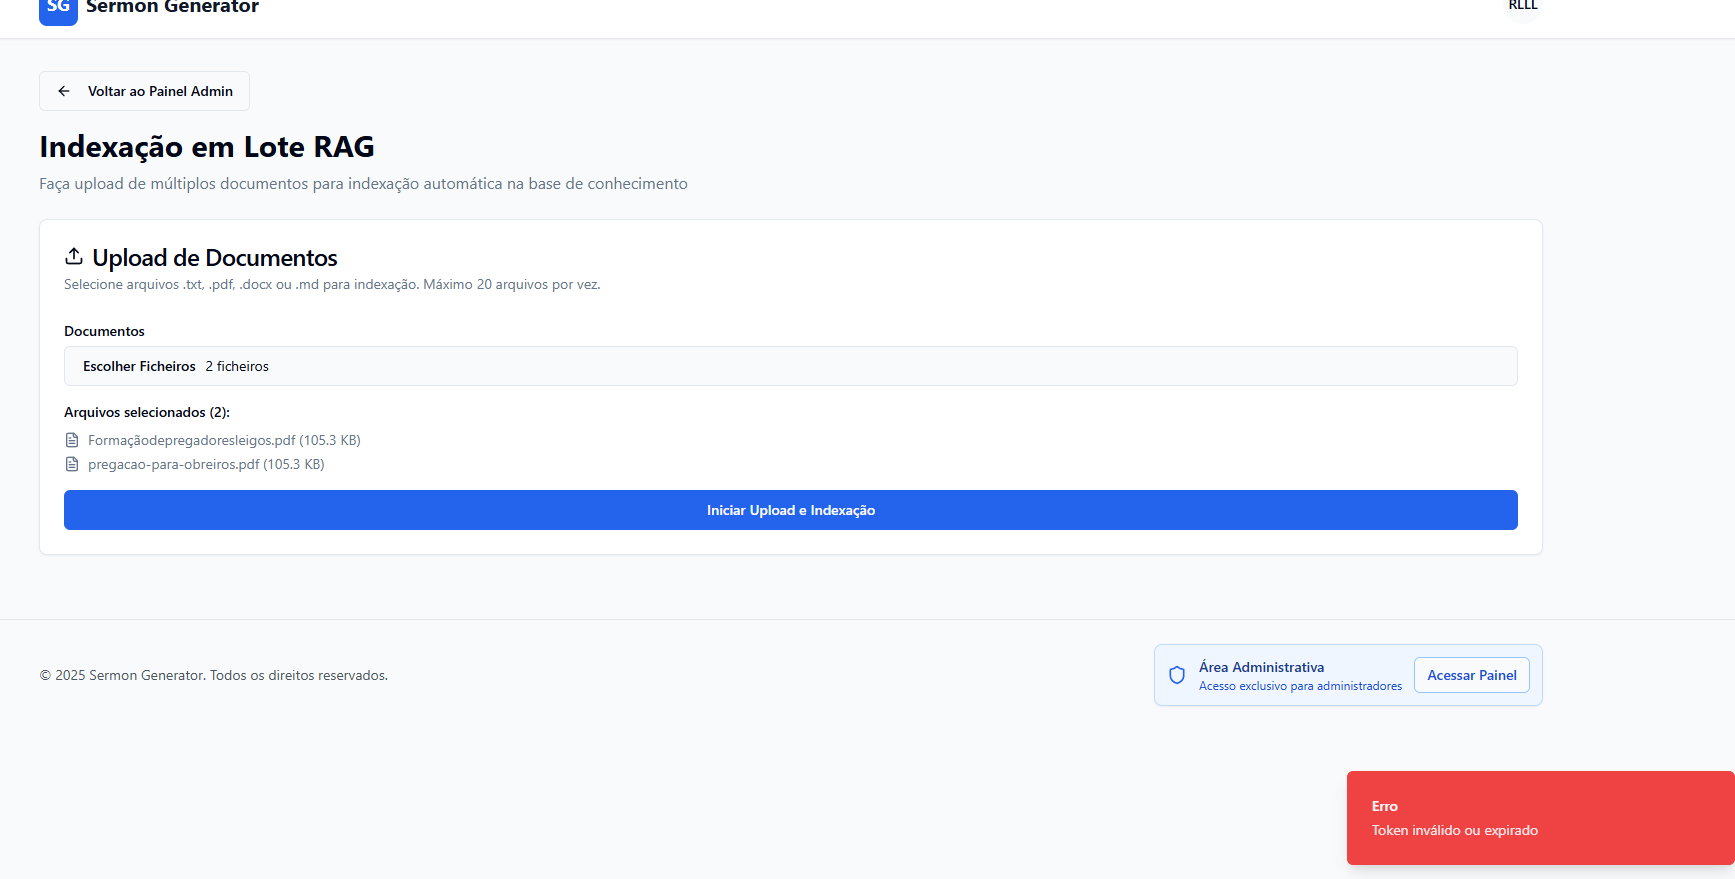 SG Sermon Generator
RLLL
Voltar ao Painel Admin
Indexação em Lote RAG
Faça upload de múltiplos documentos para indexação automática na base de conhecimento
Upload de Documentos
Selecione arquivos .txt, .pdf, .docx ou .md para indexação. Máximo 20 arquivos por vez.
Documentos
Escolher Ficheiros 2 ficheiros
Arquivos selecionados (2):
Formaçãodepregadoresleigos.pdf (105.3 KB)
pregacao-para-obreiros.pdf (105.3 KB)
Iniciar Upload e Indexação
© 2025 Sermon Generator. Todos os direitos reservados.
Área Administrativa
Acesso exclusivo para administradores
Acessar Painel
Erro
Token inválido ou expirado